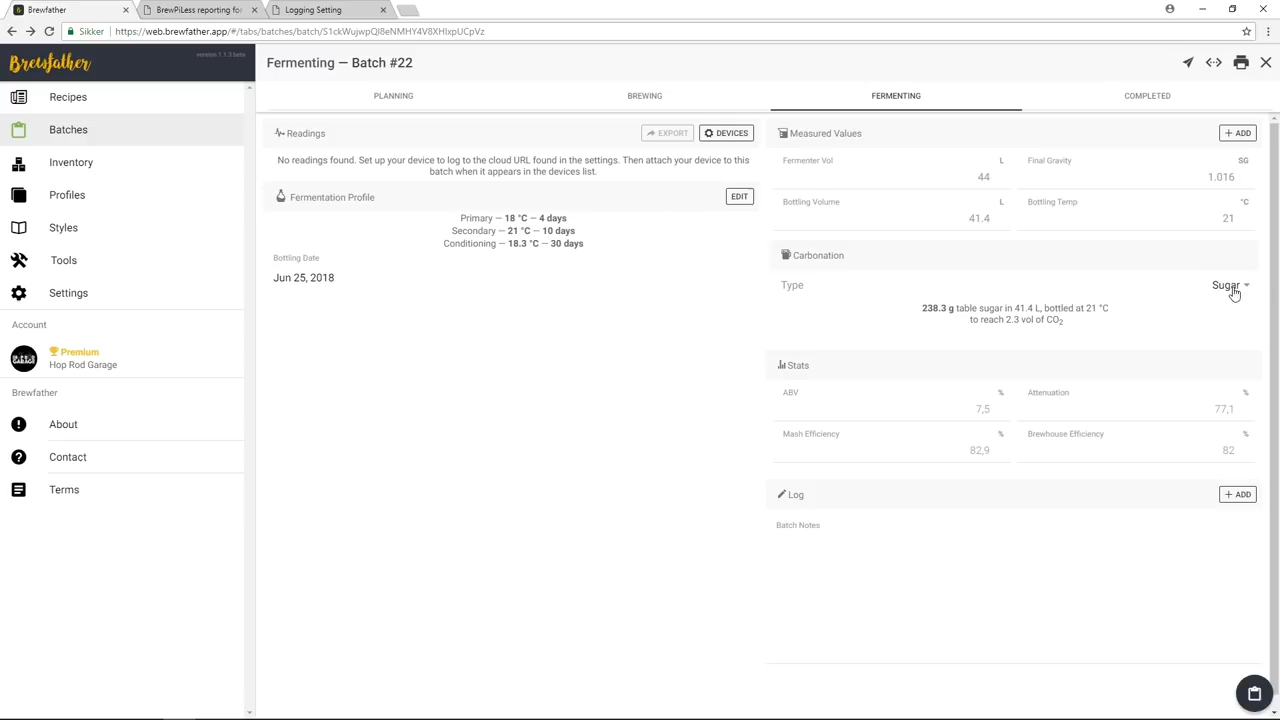 Brewfather
BrewPiLess reporting for
Logging Setting
Sikker
https://web.brewfather.app/#/tabs/batches/batch/S1ckWujwpQl8eNMHY4V8XHlxpUCpVz
Brewfather
version 1.1.3 beta
Recipes
Batches
Inventory
Profiles
Styles
Tools
Settings
Account
Premium
Hop Rod Garage
Brewfather
About
Contact
Terms
Fermenting — Batch #22
PLANNING
BREWING
FERMENTING
COMPLETED
Readings
EXPORT
DEVICES
No readings found. Set up your device to log to the cloud URL found in the settings. Then attach your device to this
batch when it appears in the devices list.
Fermentation Profile
EDIT
Primary — 18 °C — 4 days
Secondary — 21 °C — 10 days
Conditioning — 18.3 °C — 30 days
Bottling Date
Jun 25, 2018
Measured Values
+ ADD
Fermenter Vol L
44
Final Gravity SG
1.016
Bottling Volume L
41.4
Bottling Temp °C
21
Carbonation
Type Sugar
238.3 g table sugar in 41.4 L, bottled at 21 °C
to reach 2.3 vol of CO2
Stats
ABV %
7,5
Attenuation %
77,1
Mash Efficiency %
82,9
Brewhouse Efficiency %
82
Log
+ ADD
Batch Notes